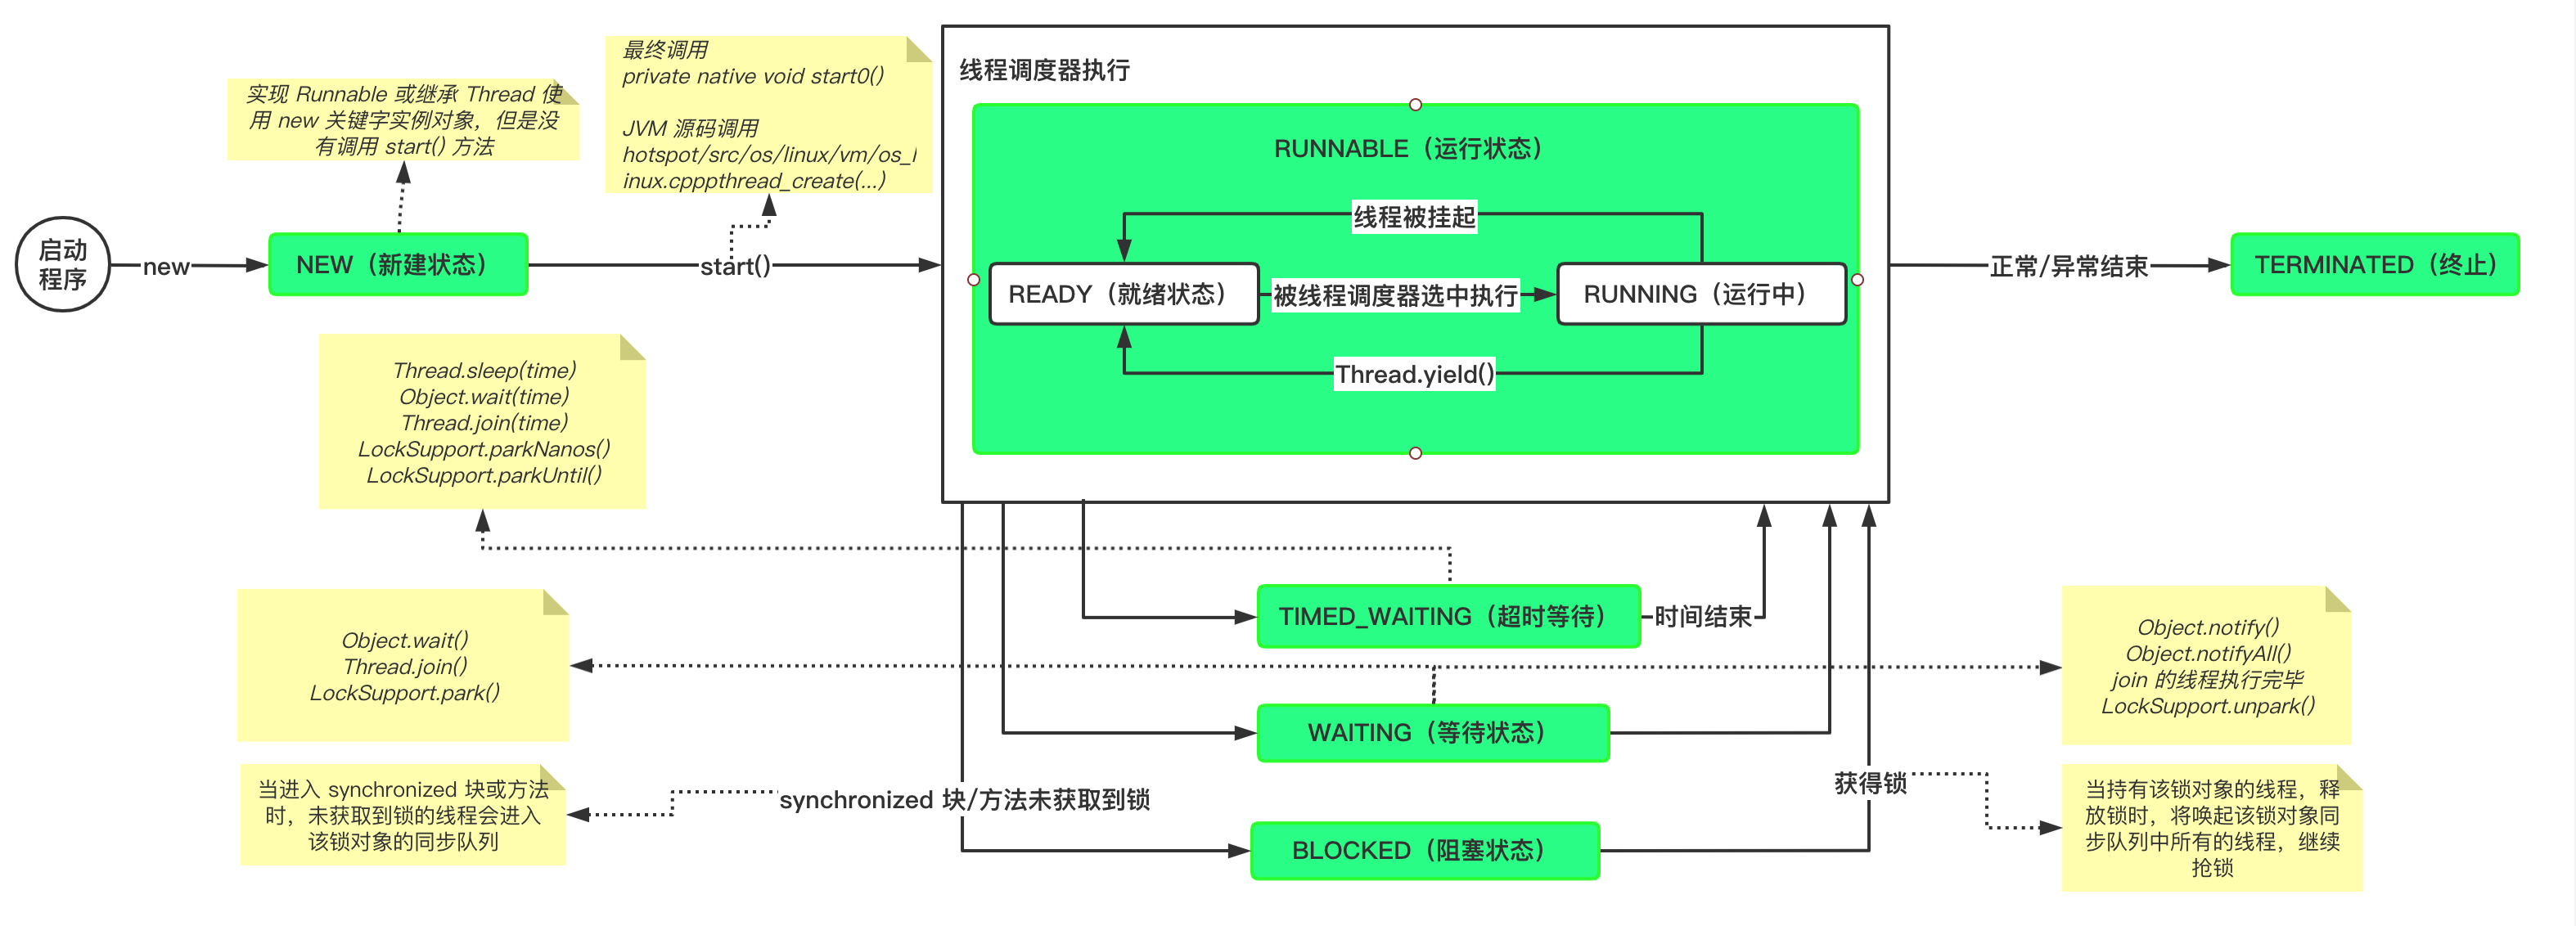 最终调用
private native void start0()
JVM 源码调用
hotspot/src/os/linux/vm/os_l
inux.cpppthread_create(...)
实现 Runnable 或继承 Thread 使
用 new 关键字实例对象，但是没
有调用 start() 方法
线程调度器执行
RUNNABLE（运行状态）
线程被挂起
启动
程序
new
NEW（新建状态）
start()
READY（就绪状态）
被线程调度器选中执行
RUNNING（运行中）
Thread.yield()
正常/异常结束
TERMINATED（终止）
Thread.sleep(time)
Object.wait(time)
Thread.join(time)
LockSupport.parkNanos()
LockSupport.parkUntil()
TIMED_WAITING（超时等待）
时间结束
Object.wait()
Thread.join()
LockSupport.park()
Object.notify()
Object.notifyAll()
join 的线程执行完毕
LockSupport.unpark()
WAITING（等待状态）
当进入 synchronized 块或方法
时，未获取到锁的线程会进入
该锁对象的同步队列
synchronized 块/方法未获取到锁
获得锁
当持有该锁对象的线程，释
放锁时，将唤起该锁对象同
步队列中所有的线程，继续
抢锁
BLOCKED（阻塞状态）